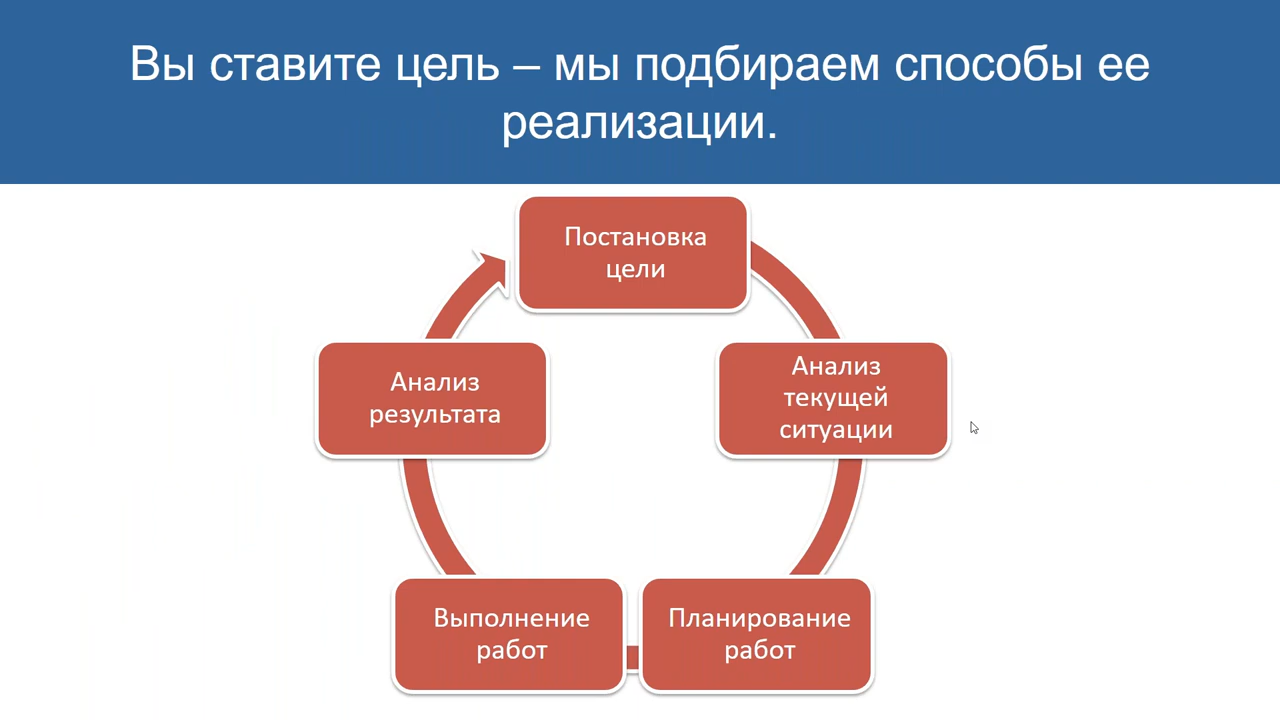 Вы ставите цель – мы подбираем способы ее
реализации.
Постановка
цели
Анализ
текущей
ситуации
Планирование
работ
Выполнение
работ
Анализ
результата